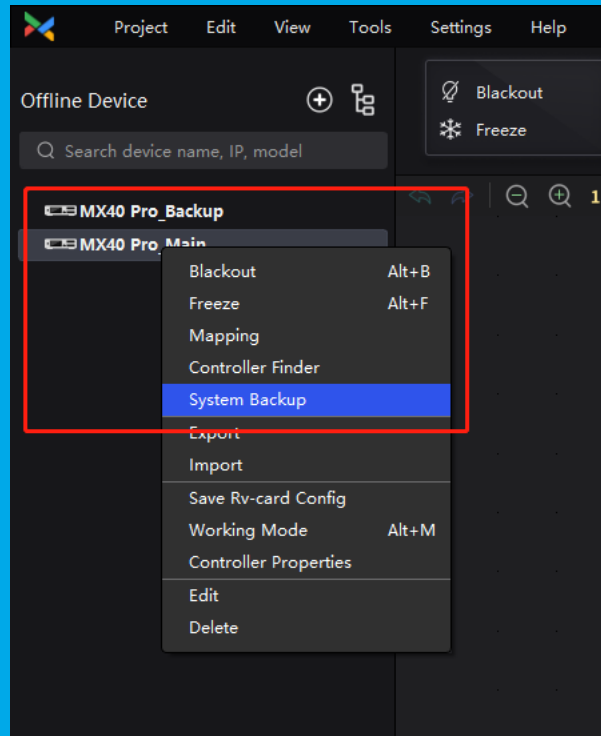 Project Edit View Tools Settings Help
Offline Device
Search device name, IP, model
Blackout
Freeze
1
MX40 Pro_Backup
MX40 Pro_Main
Blackout Alt+B
Freeze Alt+F
Mapping
Controller Finder
System Backup
Export
Import
Save Rv-card Config
Working Mode Alt+M
Controller Properties
Edit
Delete